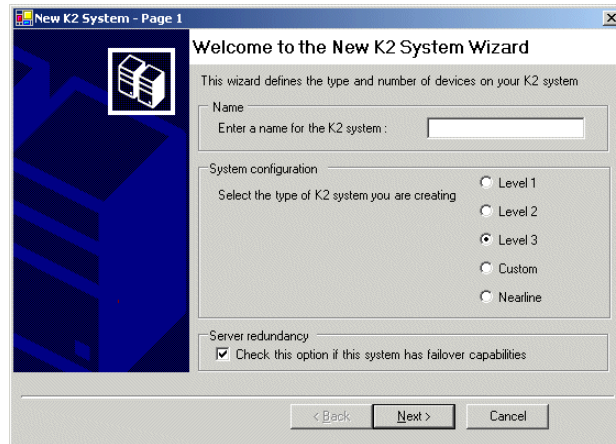 New K2 System - Page 1
Welcome to the New K2 System Wizard
This wizard defines the type and number of devices on your K2 system
Name
Enter a name for the K2 system :
System configuration
Select the type of K2 system you are creating
Level 1
Level 2
Level 3
Custom
Nearline
Server redundancy
Check this option if this system has failover capabilities
< Back
Next >
Cancel